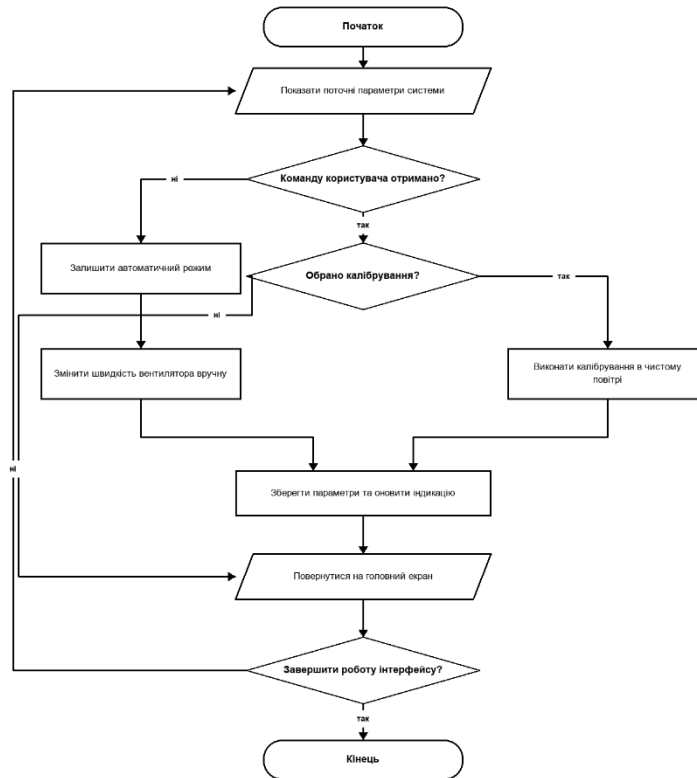 Початок
Показати поточні параметри системи
Команду користувача отримано?
ні
так
Залишити автоматичний режим
Обрано калібрування?
так
ні
Змінити швидкість вентилятора вручну
Виконати калібрування в чистому
повітрі
ні
Зберегти параметри та оновити індикацію
Повернутися на головний екран
Завершити роботу інтерфейсу?
так
Кінець